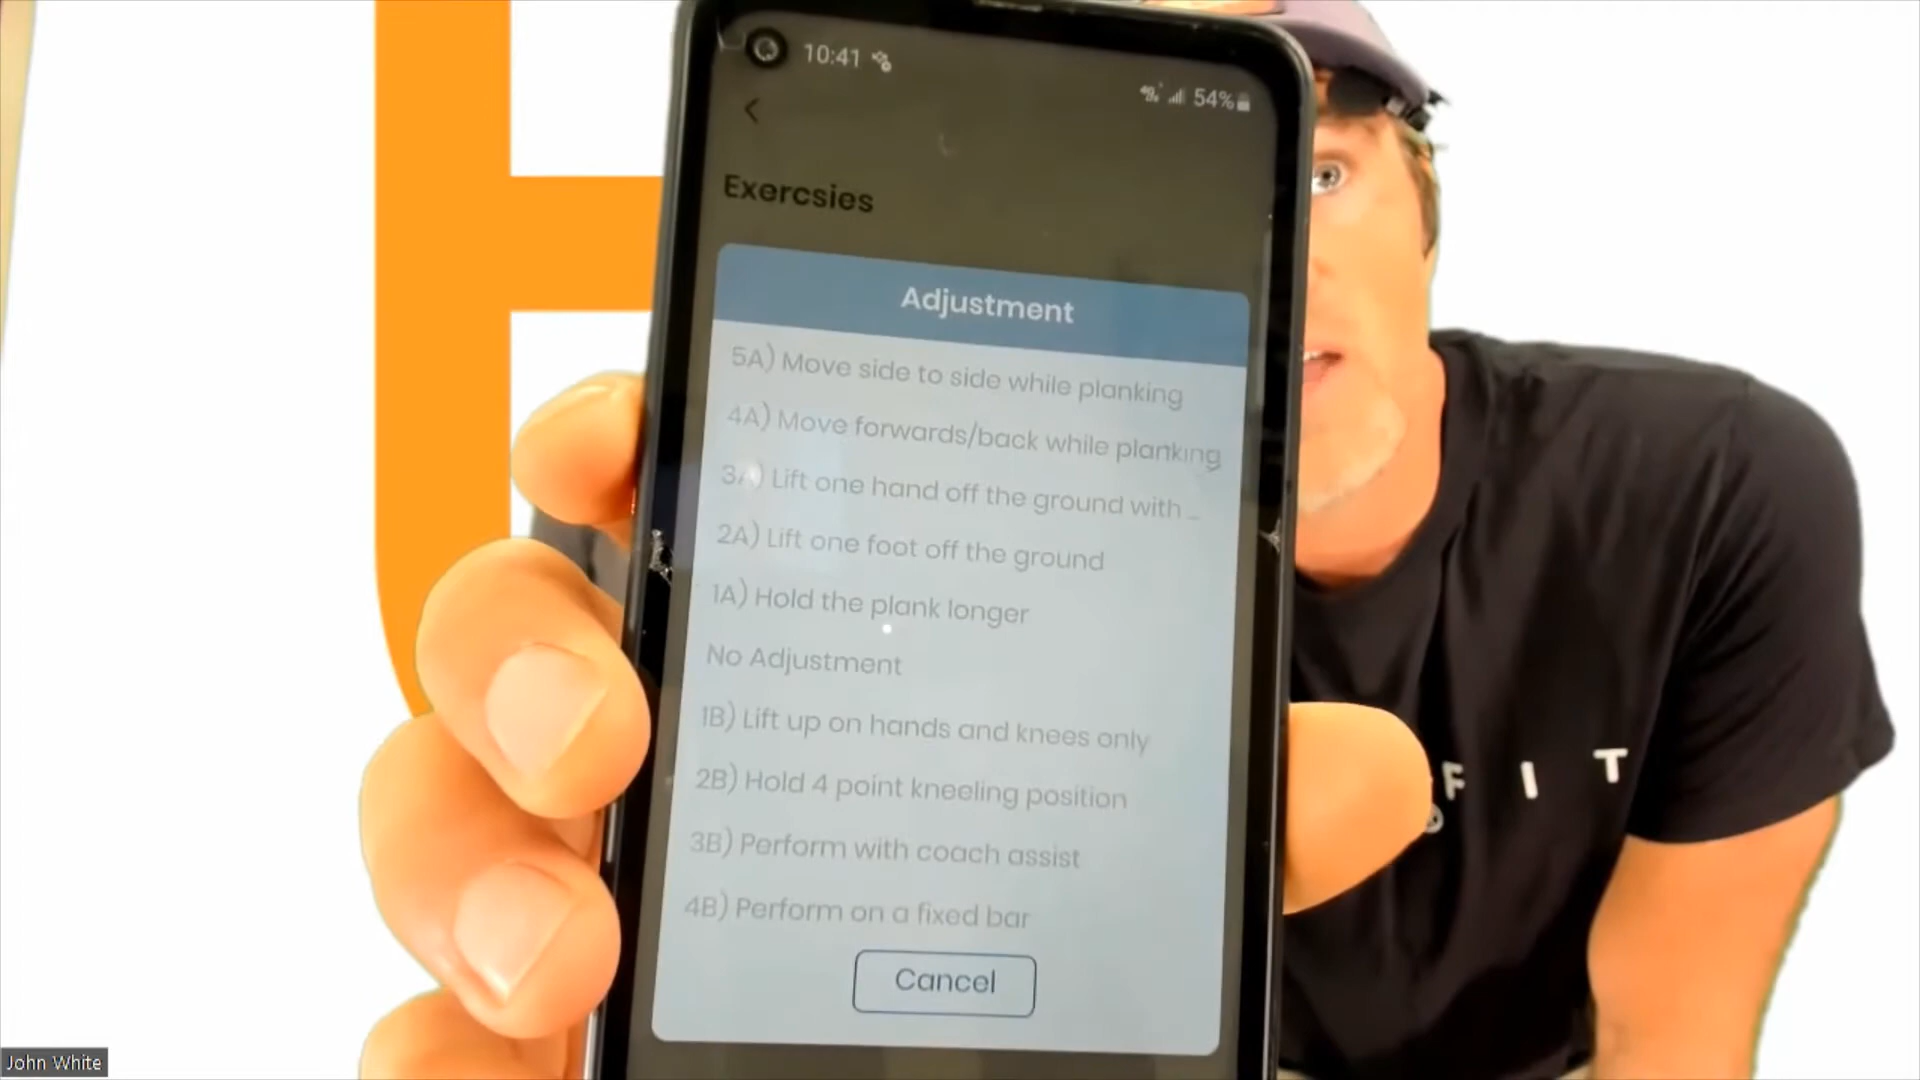 10:41
54%
Exercsies
Adjustment
5A) Move side to side while planking
4A) Move forwards/back while planking
3A) Lift one hand off the ground with ...
2A) Lift one foot off the ground
1A) Hold the plank longer
No Adjustment
1B) Lift up on hands and knees only
2B) Hold 4 point kneeling position
3B) Perform with coach assist
4B) Perform on a fixed bar
Cancel
FIT
John White